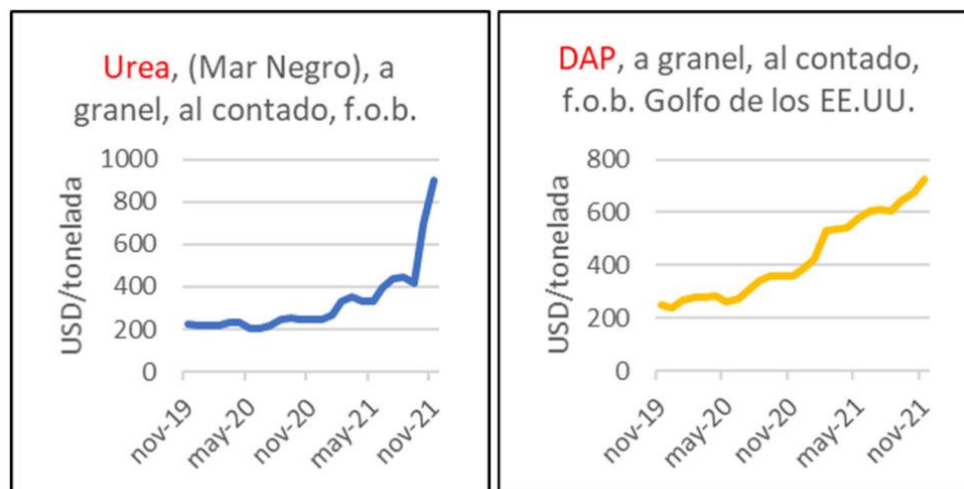 Urea, (Mar Negro), a
granel, al contado, f.o.b.
1000
800
600
400
200
0
USD/tonelada
nov-19
may-20
nov-20
may-21
nov-21
DAP, a granel, al contado,
f.o.b. Golfo de los EE.UU.
800
600
400
200
0
USD/tonelada
nov-19
may-20
nov-20
may-21
nov-21